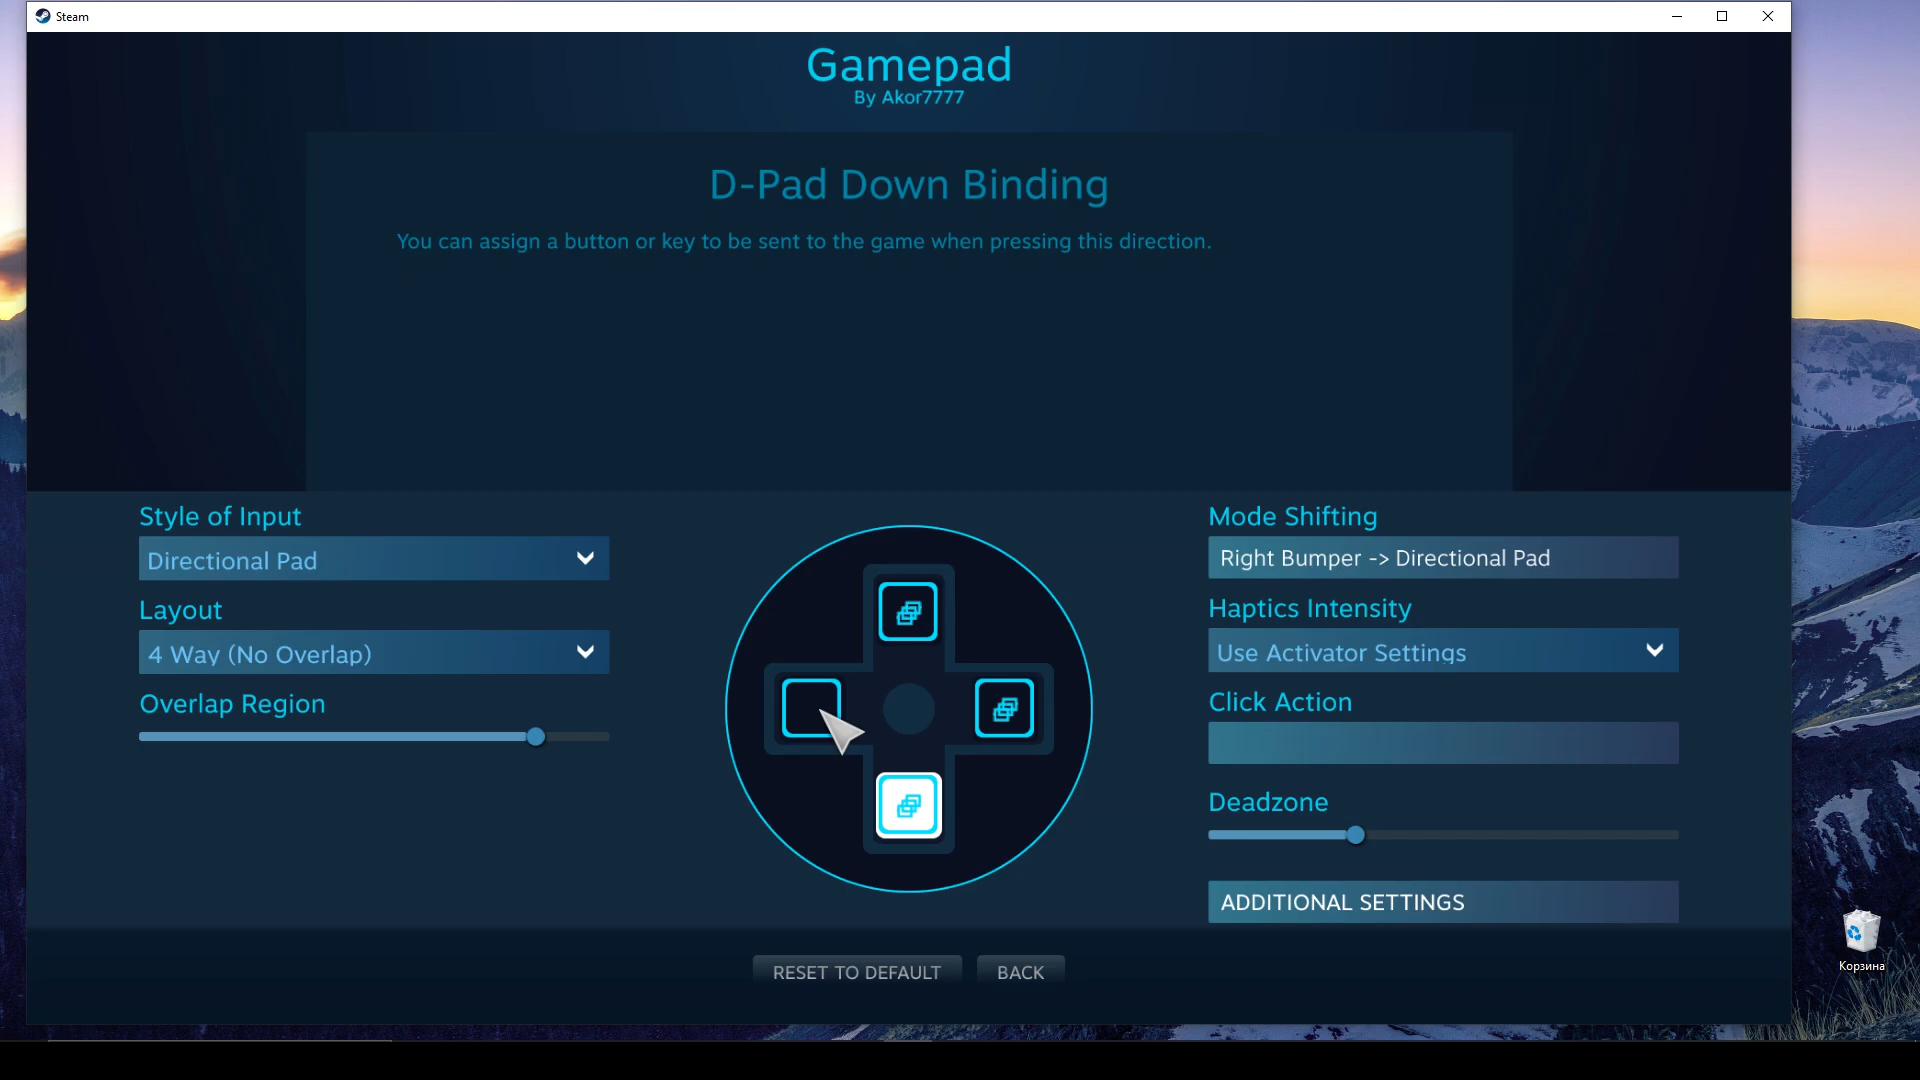 Steam
Gamepad
By Akor7777
D-Pad Down Binding
You can assign a button or key to be sent to the game when pressing this direction.
Style of Input
Directional Pad
Layout
4 Way (No Overlap)
Overlap Region
Mode Shifting
Right Bumper -> Directional Pad
Haptics Intensity
Use Activator Settings
Click Action
Deadzone
ADDITIONAL SETTINGS
RESET TO DEFAULT
BACK
Корзина